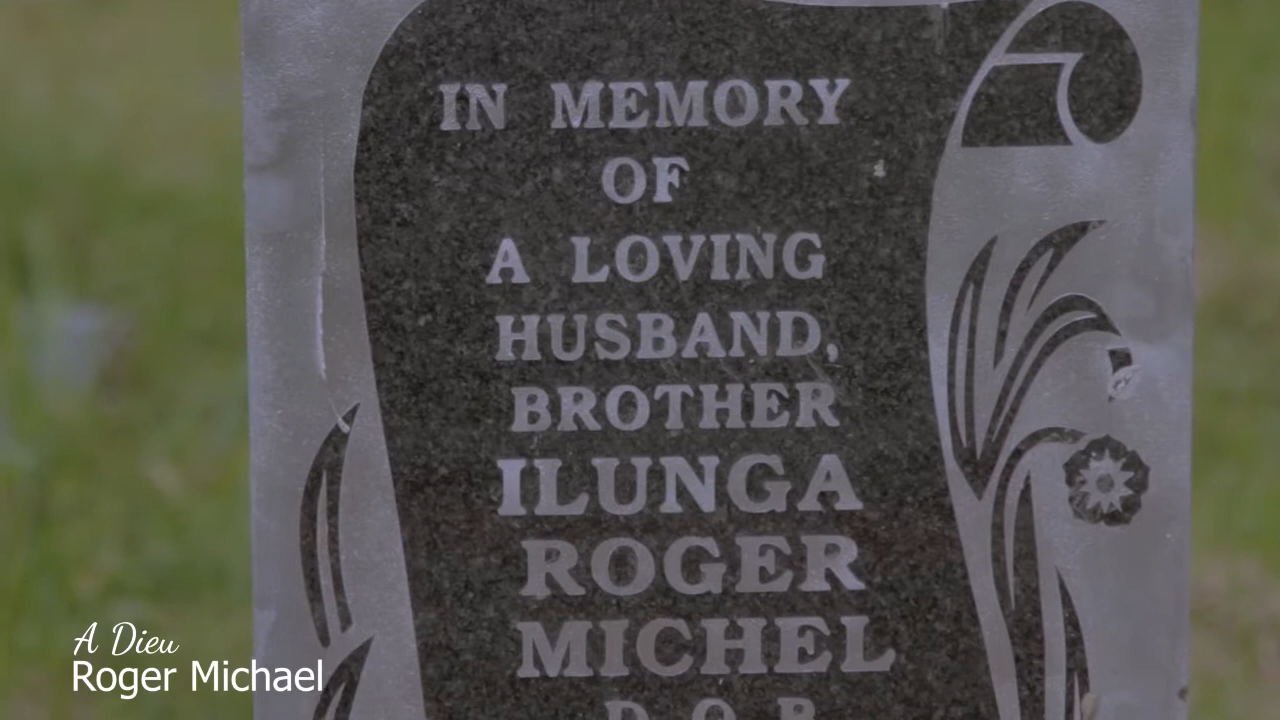 IN MEMORY
OF
A LOVING
HUSBAND,
BROTHER
ILUNGA
ROGER
MICHEL
D.O.B
A Dieu
Roger Michael